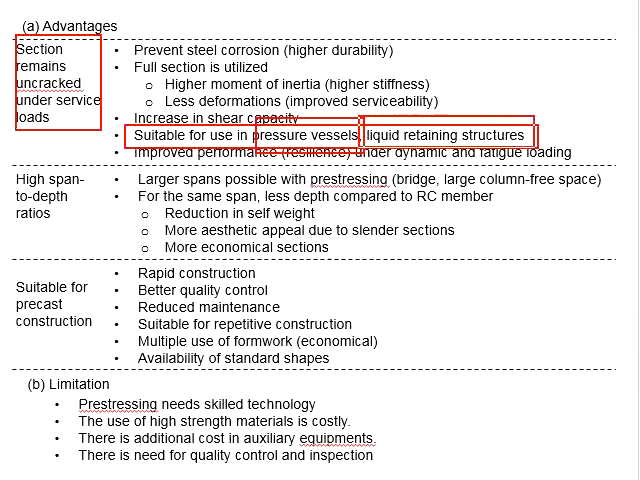 (a) Advantages
Section remains uncracked under service loads
• Prevent steel corrosion (higher durability)
• Full section is utilized
o Higher moment of inertia (higher stiffness)
o Less deformations (improved serviceability)
• Increase in shear capacity
• Suitable for use in pressure vessels, liquid retaining structures
• Improved performance (resilience) under dynamic and fatigue loading
High span-to-depth ratios
• Larger spans possible with prestressing (bridge, large column-free space)
• For the same span, less depth compared to RC member
o Reduction in self weight
o More aesthetic appeal due to slender sections
o More economical sections
Suitable for precast construction
• Rapid construction
• Better quality control
• Reduced maintenance
• Suitable for repetitive construction
• Multiple use of formwork (economical)
• Availability of standard shapes
(b) Limitation
• Prestressing needs skilled technology
• The use of high strength materials is costly.
• There is additional cost in auxiliary equipments.
• There is need for quality control and inspection